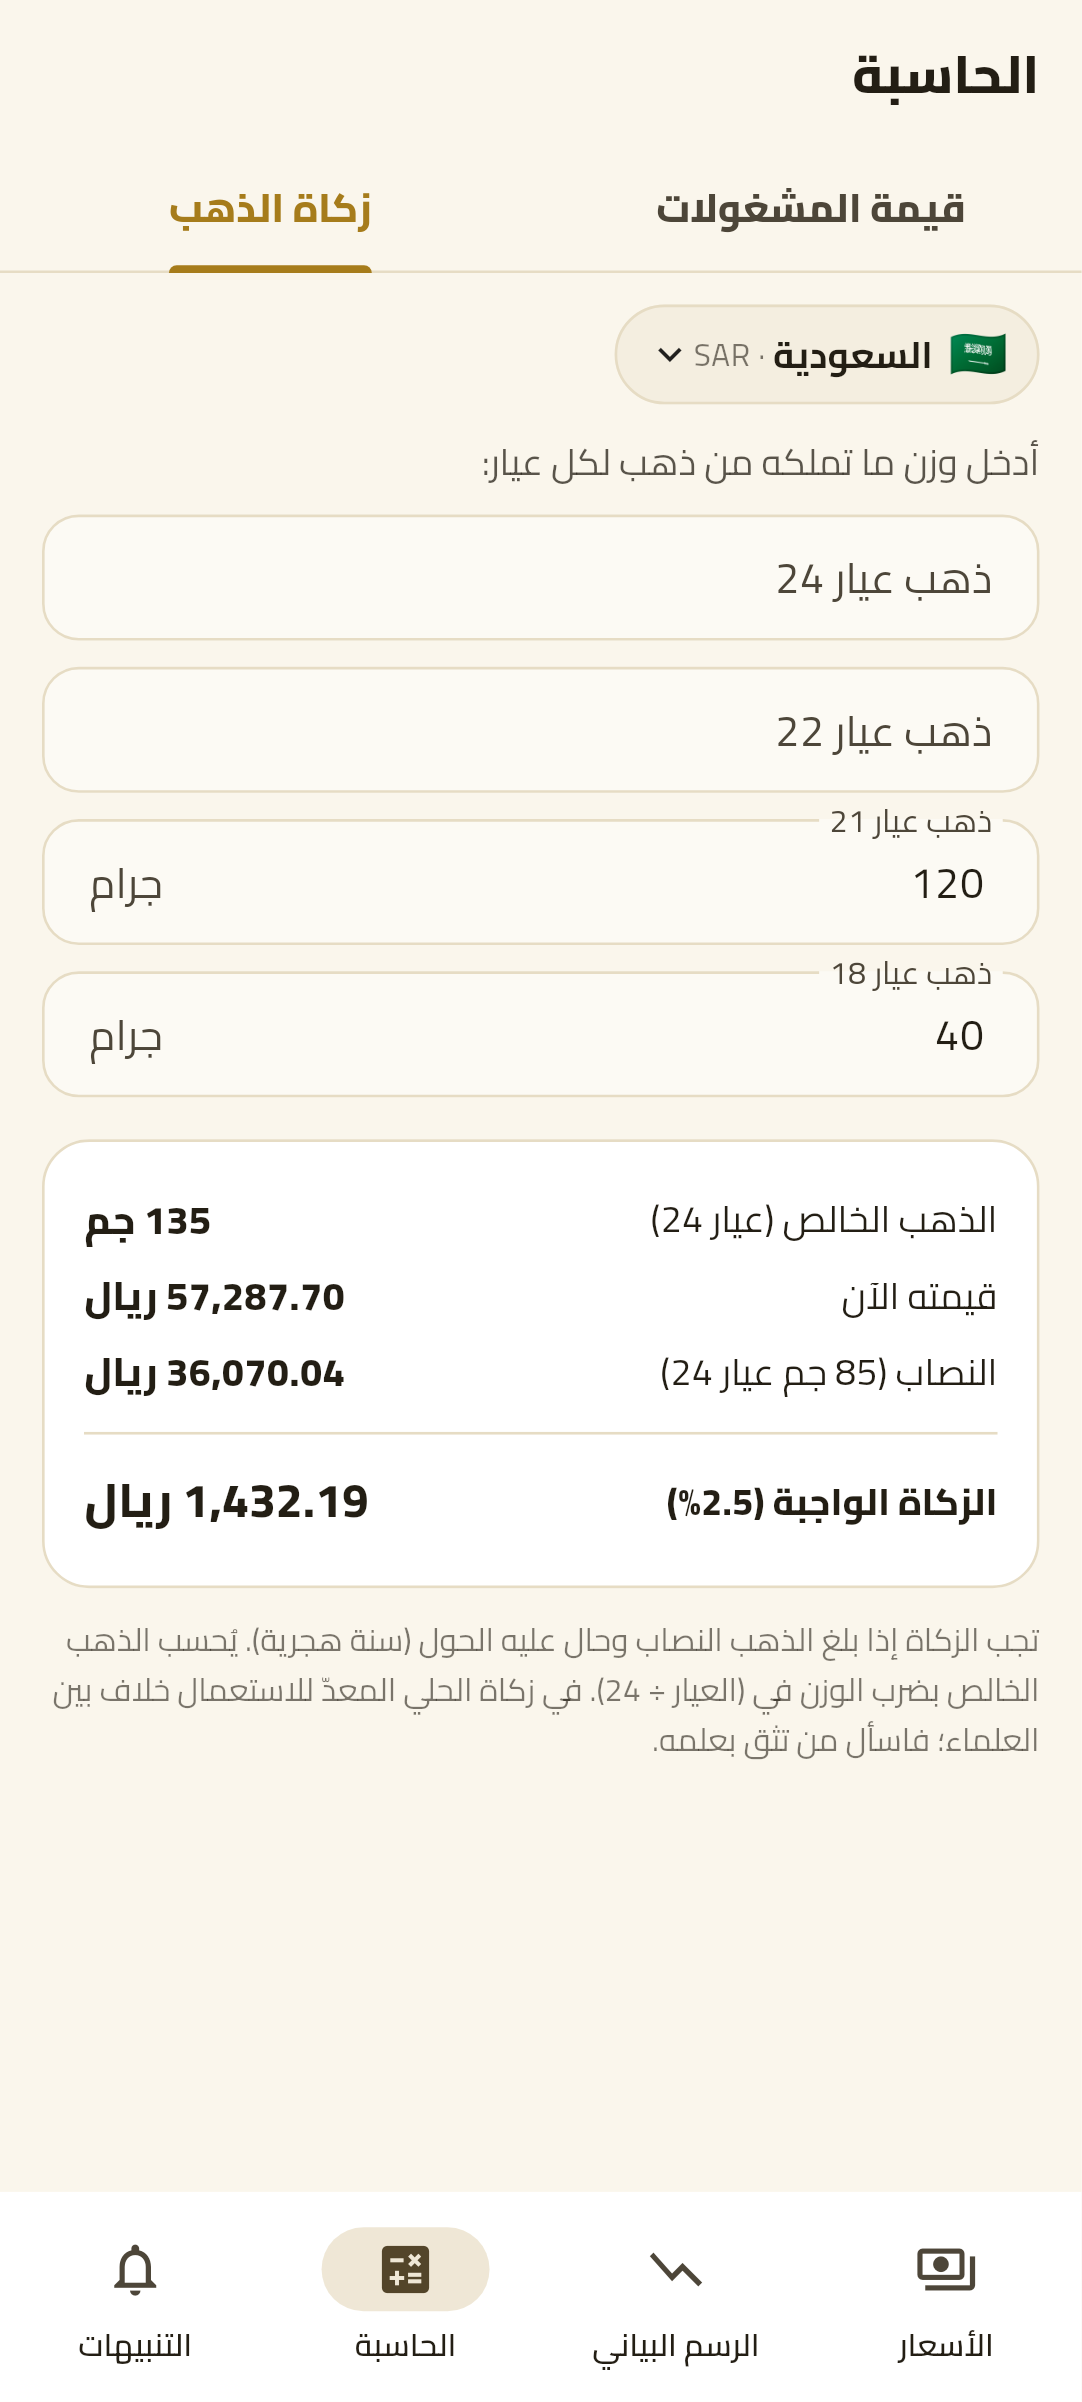 الحاسبة
قيمة المشغولات
زكاة الذهب
السعودية · SAR
أدخل وزن ما تملكه من ذهب لكل عيار:
ذهب عيار 24
ذهب عيار 22
ذهب عيار 21
120 جرام
ذهب عيار 18
40 جرام
الذهب الخالص (عيار 24) 135 جم
قيمته الآن 57,287.70 ريال
النصاب (85 جم عيار 24) 36,070.04 ريال
الزكاة الواجبة (2.5%) 1,432.19 ريال
تجب الزكاة إذا بلغ الذهب النصاب وحال عليه الحول (سنة هجرية). يُحسب الذهب
الخالص بضرب الوزن في (العيار ÷ 24). في زكاة الحلي المعدّ للاستعمال خلاف بين
العلماء؛ فاسأل من تثق بعلمه.
الأسعار
الرسم البياني
الحاسبة
التنبيهات